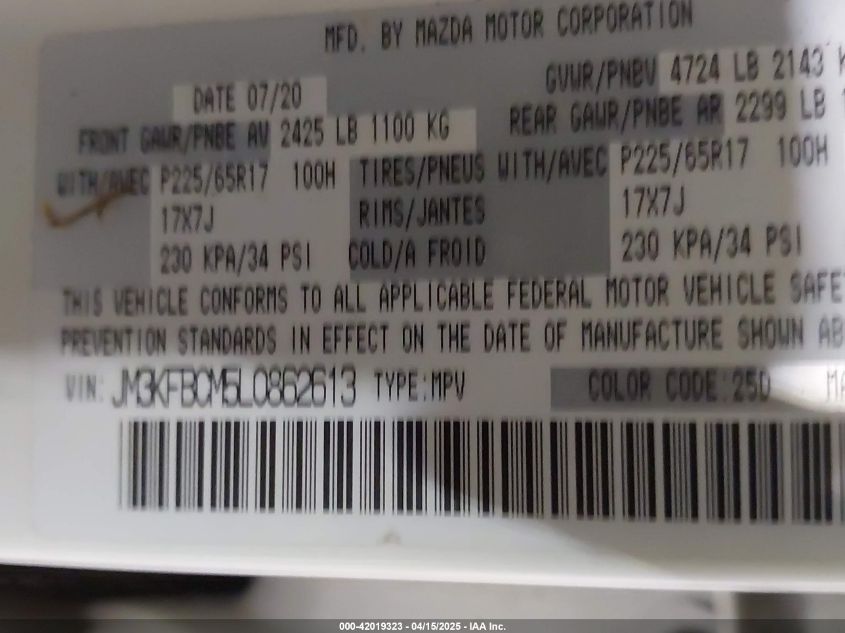 MFD. BY MAZDA MOTOR CORPORATION
DATE 07/20 GVWR/PNBV 4724 LB 2143
FRONT GAWR/PNBE AV 2425 LB 1100 KG REAR GAWR/PNBE AR 2299 LB
WITH/AVEC P225/65R17 100H TIRES/PNEUS WITH/AVEC P225/65R17 100H
17X7J RIMS/JANTES 17X7J
230 KPA/34 PSI COLD/A FROID 230 KPA/34 PSI
THIS VEHICLE CONFORMS TO ALL APPLICABLE FEDERAL MOTOR VEHICLE SAFE
PREVENTION STANDARDS IN EFFECT ON THE DATE OF MANUFACTURE SHOWN AB
VIN: JM3KFBCM5L0862613 TYPE:MPV COLOR CODE:25D MA
000-42019323 - 04/15/2025 - IAA Inc.